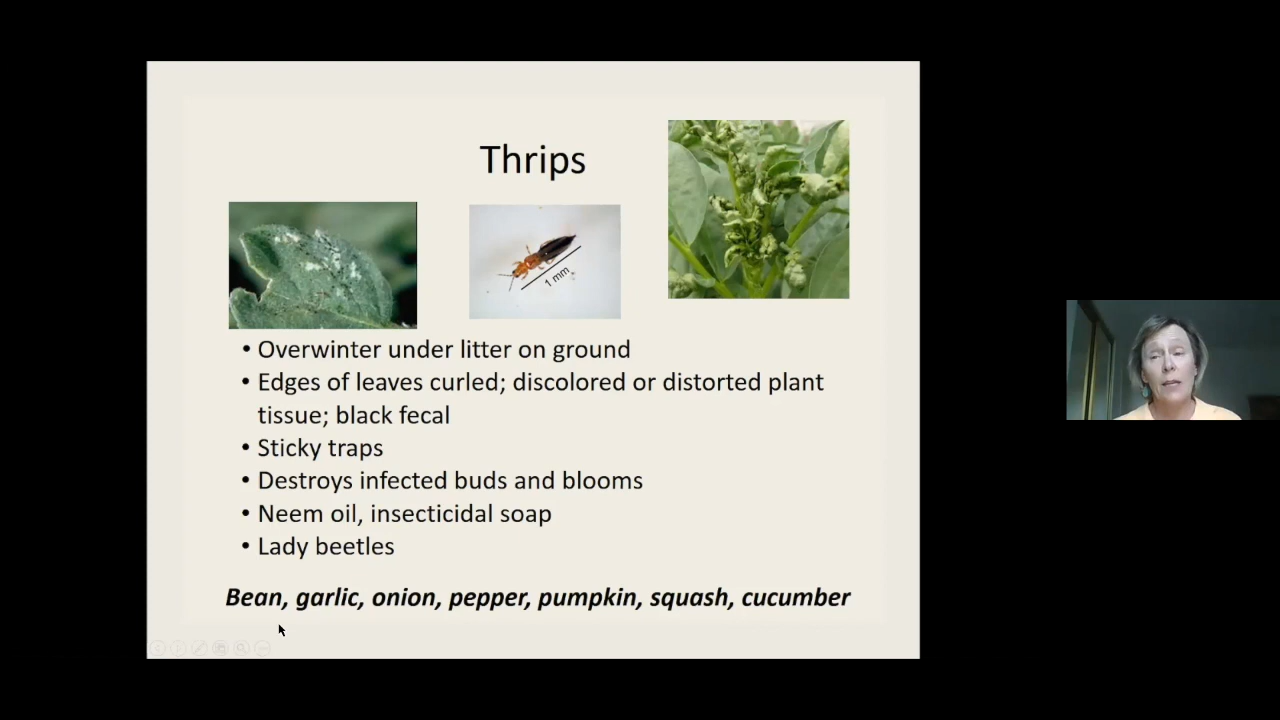 Thrips
1 mm
• Overwinter under litter on ground
• Edges of leaves curled; discolored or distorted plant
tissue; black fecal
• Sticky traps
• Destroys infected buds and blooms
• Neem oil, insecticidal soap
• Lady beetles
Bean, garlic, onion, pepper, pumpkin, squash, cucumber